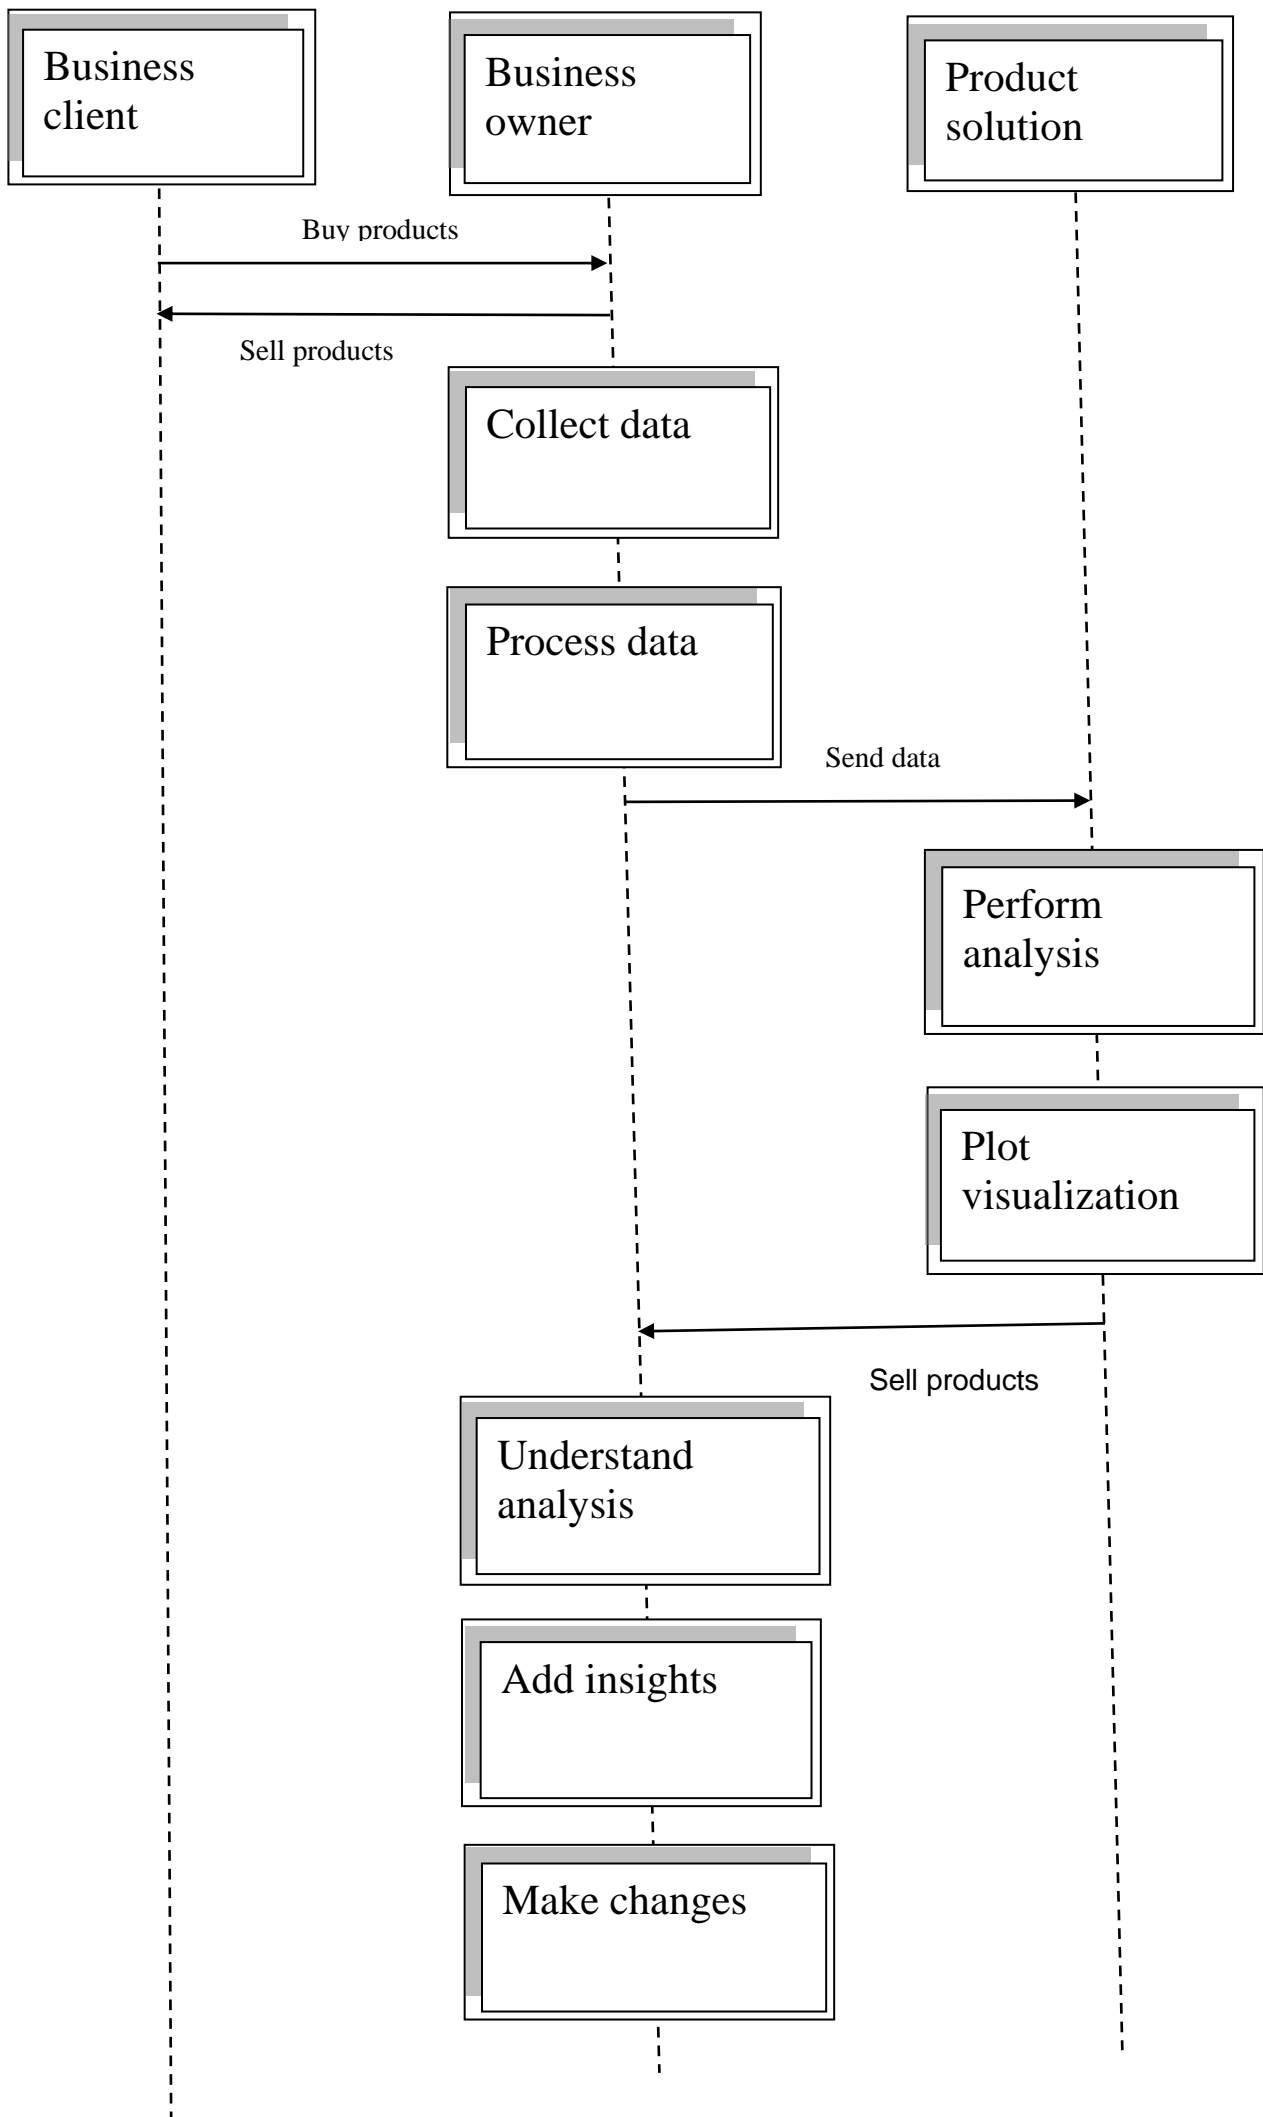 Business
client
Business
owner
Product
solution
Buy products
Sell products
Collect data
Process data
Send data
Perform
analysis
Plot
visualization
Sell products
Understand
analysis
Add insights
Make changes